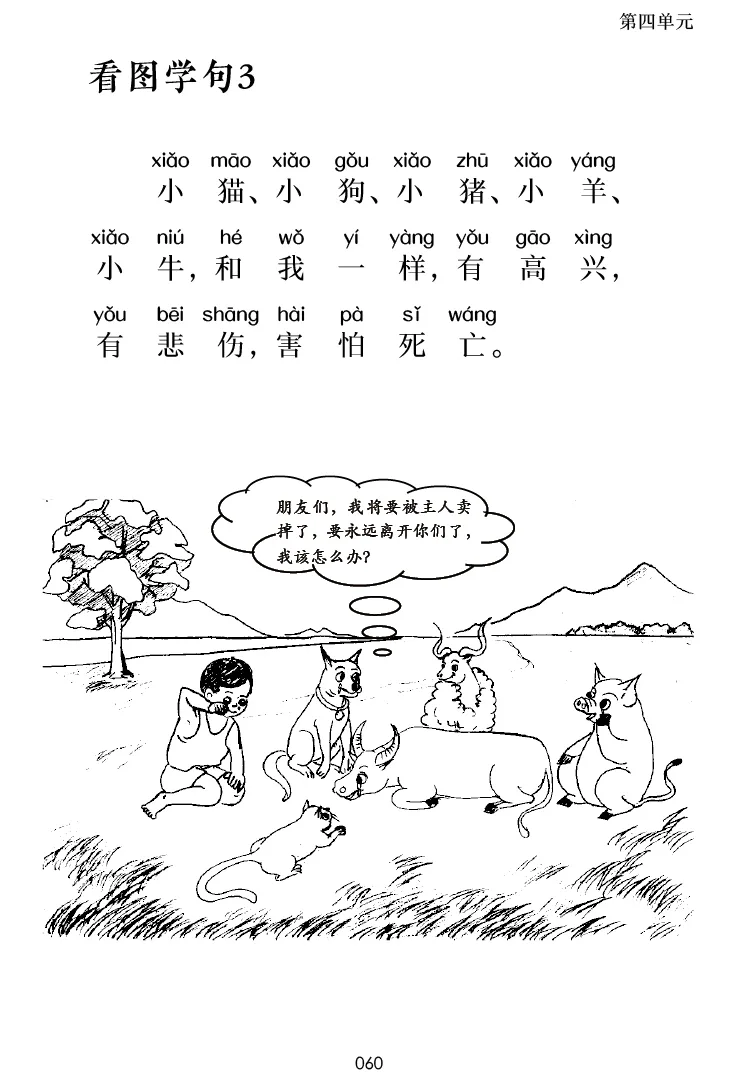 第四单元
看图学句3
xiǎo māo xiǎo gǒu xiǎo zhū xiǎo yáng
小猫、小狗、小猪、小羊、
xiǎo niú hé wǒ yí yàng yǒu gāo xìng
小牛，和我一样，有高兴，
yǒu bēi shāng hài pà sǐ wáng
有悲伤，害怕死亡。
朋友们，我将要被主人卖
掉了，要永远离开你们了，
我该怎么办？
060